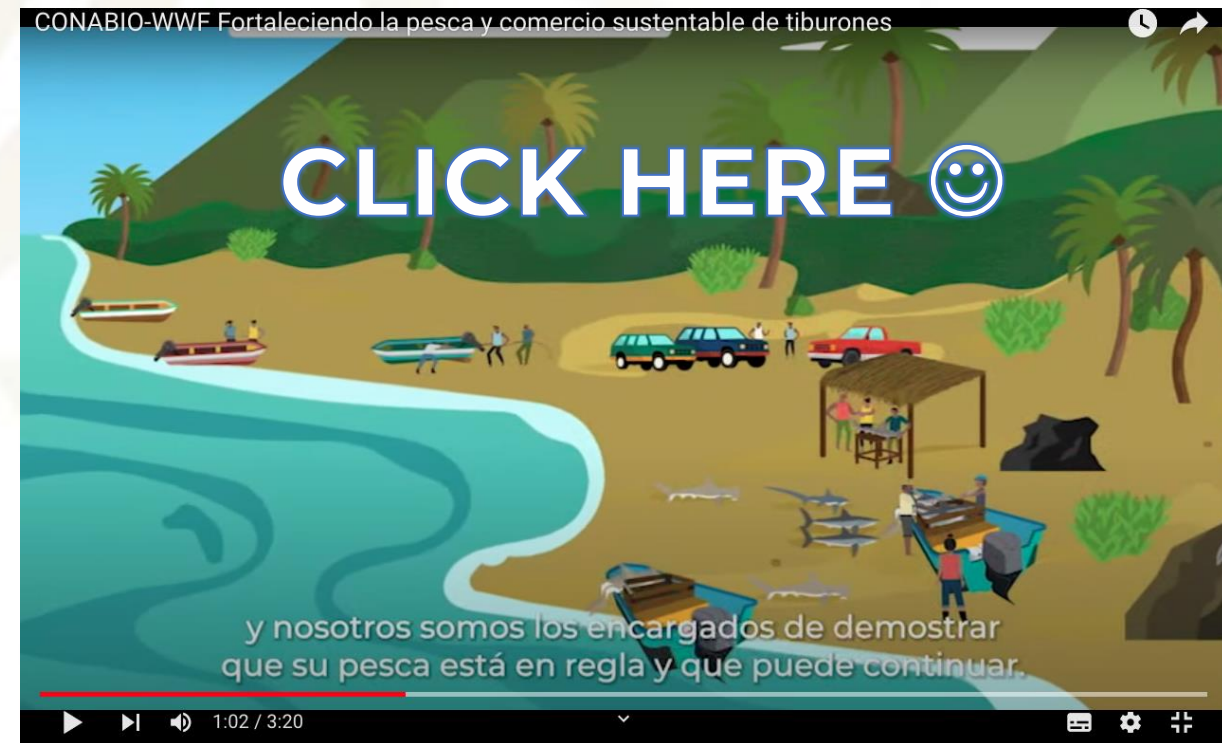 CONABIO-WWF Fortaleciendo la pesca y comercio sustentable de tiburones
CLICK HERE ☺
y nosotros somos los encargados de demostrar
que su pesca está en regla y que puede continuar.
1:02 / 3:20